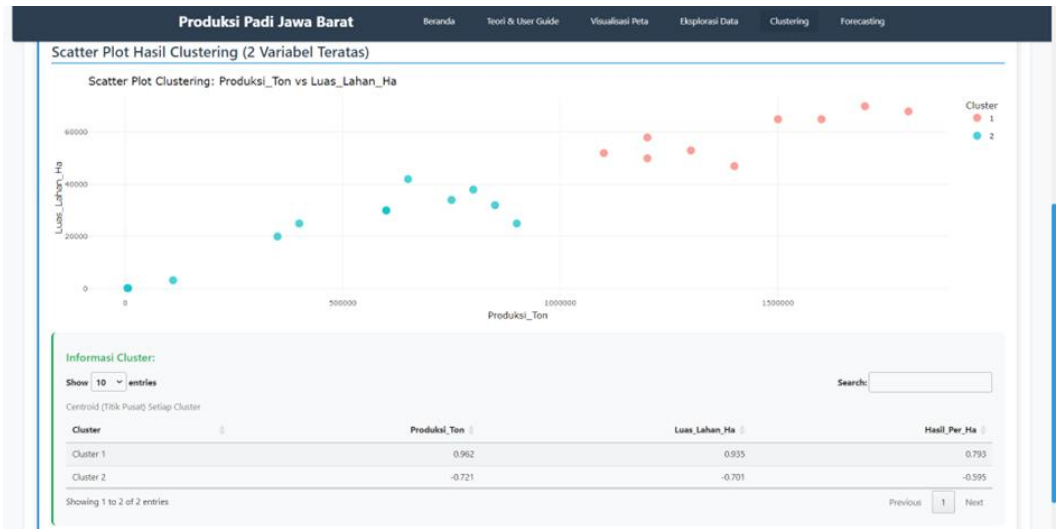 Produksi Padi Jawa Barat Beranda Teori & User Guide Visualisasi Peta Eksplorasi Data Clustering Forecasting
Scatter Plot Hasil Clustering (2 Variabel Teratas)
Scatter Plot Clustering: Produksi_Ton vs Luas_Lahan_Ha
Cluster
1
2
Luas_Lahan_Ha
60000
40000
20000
0
0 500000 1000000 1500000
Produksi_Ton
Informasi Cluster:
Show 10 entries Search:
Centroid (Titik Pusat) Setiap Cluster
Cluster Produksi_Ton Luas_Lahan_Ha Hasil_Per_Ha
Cluster 1 0.962 0.935 0.793
Cluster 2 -0.721 -0.701 -0.595
Showing 1 to 2 of 2 entries Previous 1 Next